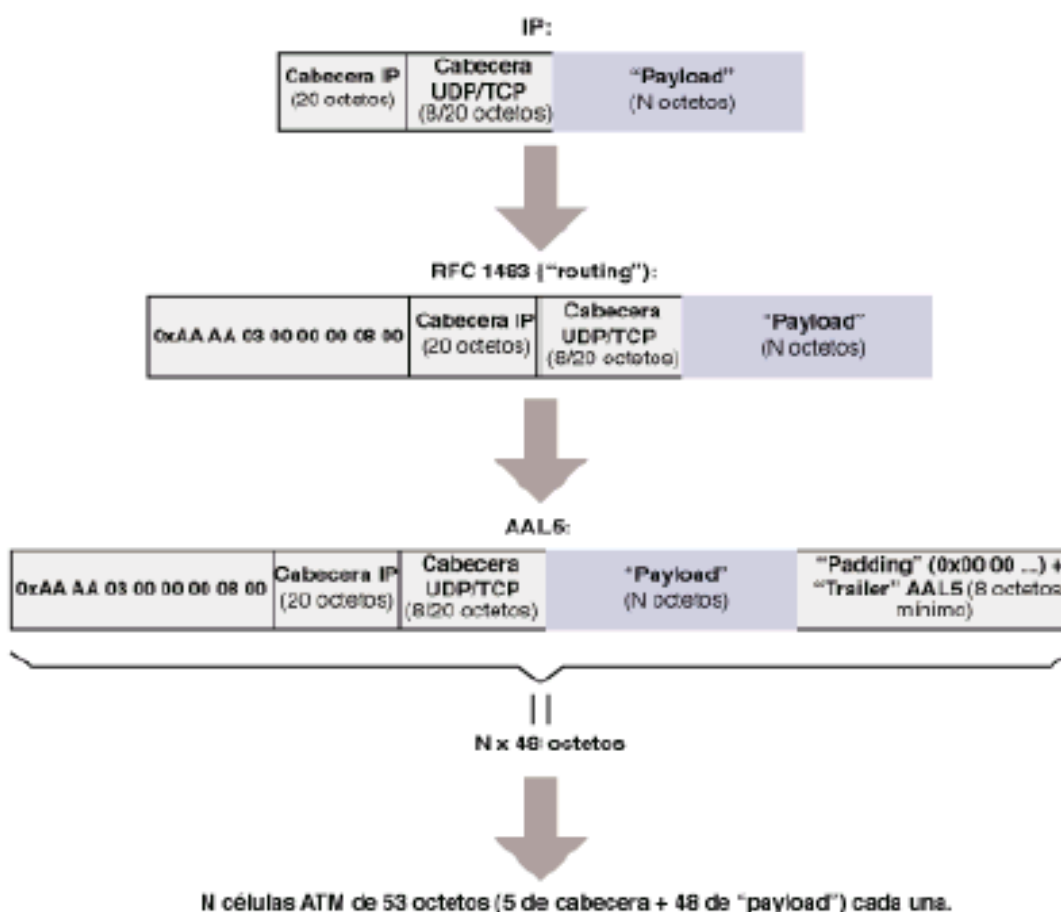 IP:
Cabecera IP
(20 octetos)
Cabecera
UDP/TCP
(8/20 octetos)
“Payload”
(N octetos)
RFC 1483 (“routing”):
0xAA AA 03 00 00 00 08 00
Cabecera IP
(20 octetos)
Cabecera
UDP/TCP
(8/20 octetos)
“Payload”
(N octetos)
AAL5:
0xAA AA 03 00 00 00 08 00
Cabecera IP
(20 octetos)
Cabecera
UDP/TCP
(8/20 octetos)
“Payload”
(N octetos)
“Padding” (0x00 00 ...) +
“Trailer” AAL5 (8 octetos
mínimo)
N x 48 octetos
N células ATM de 53 octetos (5 de cabecera + 48 de “payload”) cada una.